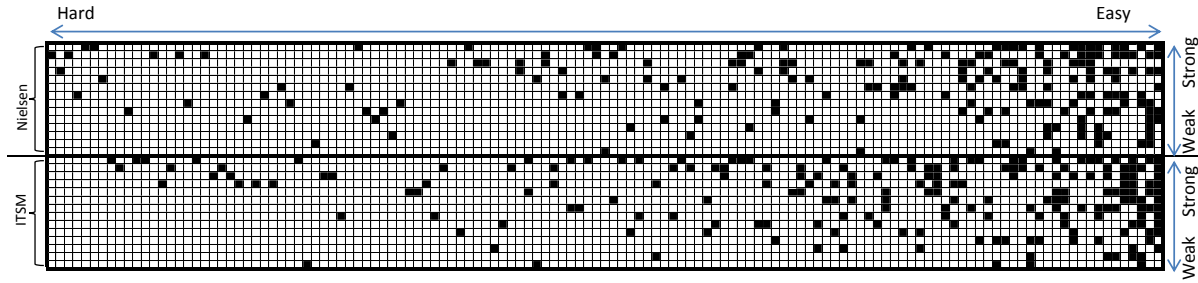 Hard
Easy
Nielsen
Strong
Weak
ITSM
Strong
Weak